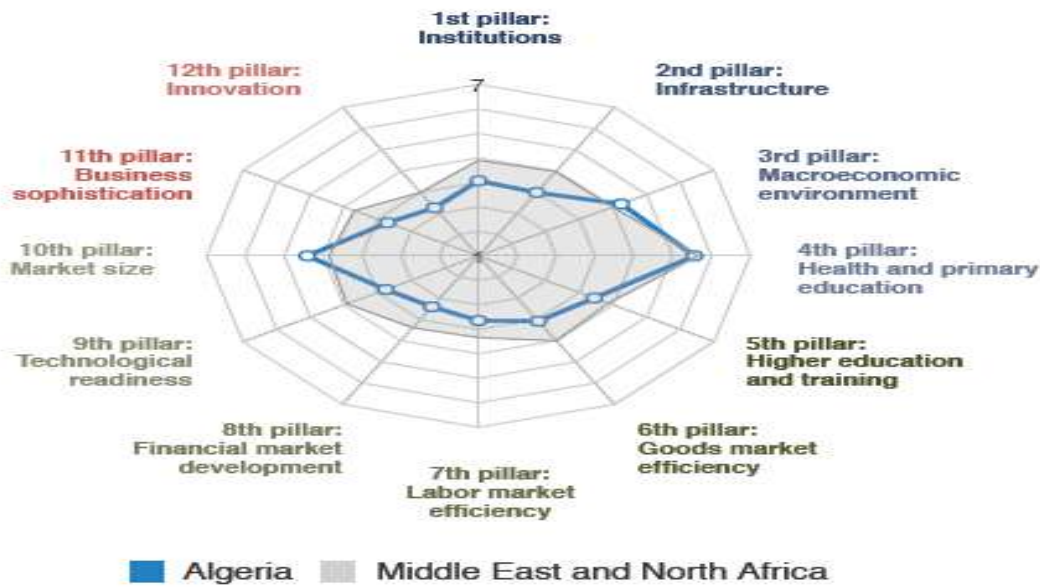 1st pillar:
Institutions
2nd pillar:
Infrastructure
3rd pillar:
Macroeconomic
environment
4th pillar:
Health and primary
education
5th pillar:
Higher education
and training
6th pillar:
Goods market
efficiency
7th pillar:
Labor market
efficiency
8th pillar:
Financial market
development
9th pillar:
Technological
readiness
10th pillar:
Market size
11th pillar:
Business
sophistication
12th pillar:
Innovation
7
Algeria
Middle East and North Africa